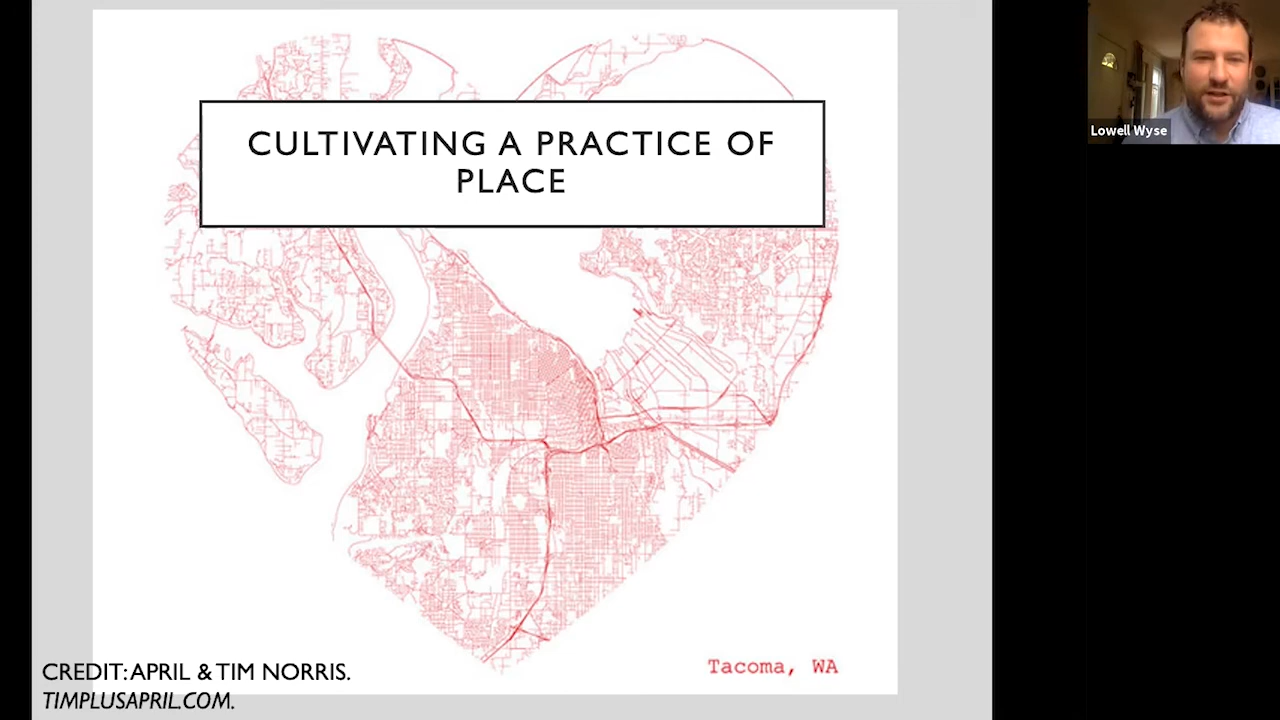 CULTIVATING A PRACTICE OF
PLACE
Lowell Wyse
Tacoma, WA
CREDIT: APRIL & TIM NORRIS.
TIMPLUSAPRIL.COM.